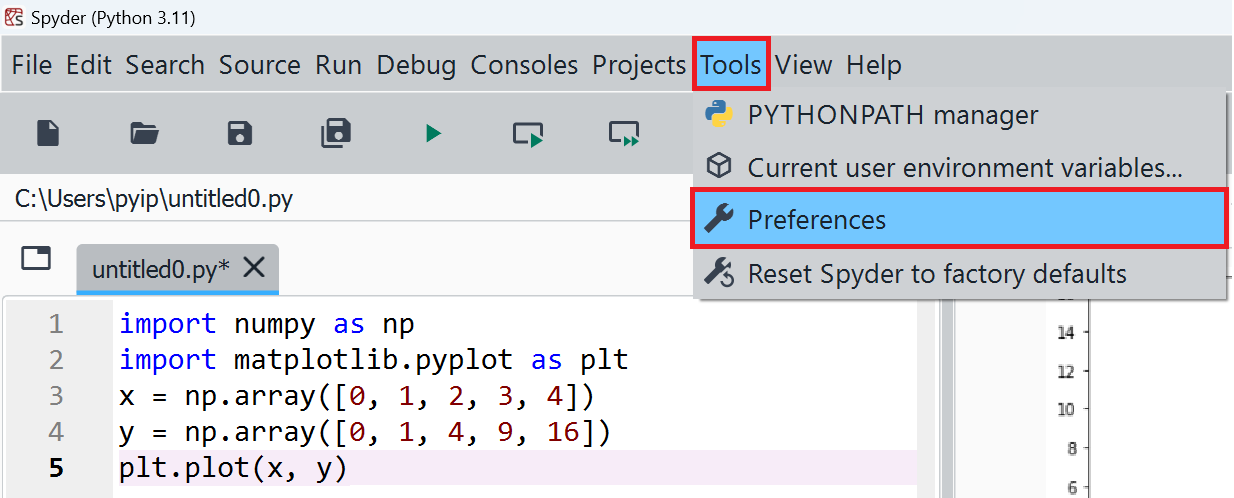 Spyder (Python 3.11)
File Edit Search Source Run Debug Consoles Projects Tools View Help
PYTHONPATH manager
Current user environment variables...
Preferences
Reset Spyder to factory defaults
C:\Users\pyip\untitled0.py
untitled0.py*
1 import numpy as np
2 import matplotlib.pyplot as plt
3 x = np.array([0, 1, 2, 3, 4])
4 y = np.array([0, 1, 4, 9, 16])
5 plt.plot(x, y)
14
12
10
8
6